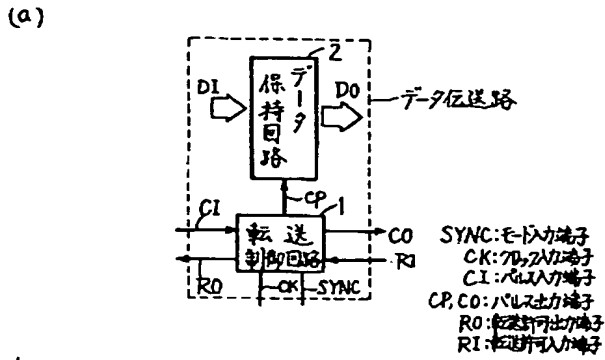 (a)
2
DI
データ
保持回路
DO
データ伝送路
CP
1
CI
転送
制御回路
CO
RI
RO
CK
SYNC
SYNC:モード入力端子
CK:クロック入力端子
CI:パルス入力端子
CP,CO:パルス出力端子
RO:転送許可出力端子
RI:転送許可入力端子